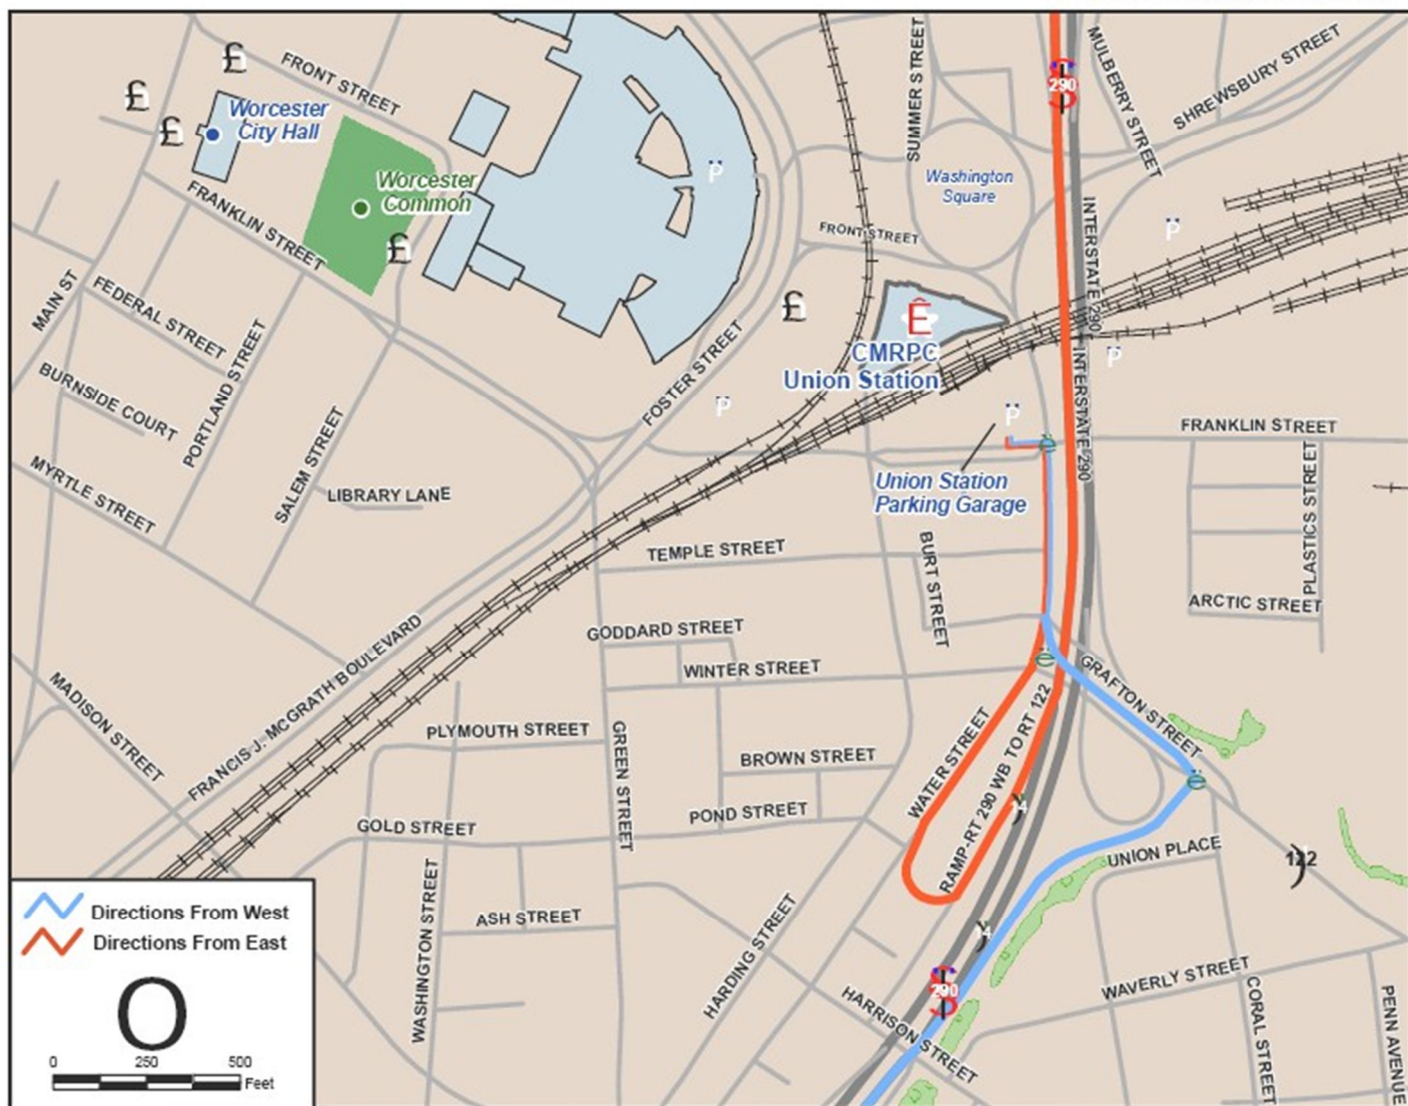 FRONT STREET
SUMMER STREET
290
MULBERRY STREET
SHREWSBURY STREET
£
£
£
Worcester
City Hall
Worcester
Common
FRANKLIN STREET
£
P
Washington
Square
P
FRONT STREET
INTERSTATE 290
MAIN ST
FEDERAL STREET
£
Ê
CMRPC
Union Station
P
INTERSTATE 290
BURNSIDE COURT
PORTLAND STREET
FOSTER STREET
P
P
FRANKLIN STREET
MYRTLE STREET
SALEM STREET
LIBRARY LANE
Union Station
Parking Garage
PLASTICS STREET
TEMPLE STREET
BURT STREET
ARCTIC STREET
GODDARD STREET
WINTER STREET
GRAFTON STREET
MADISON STREET
FRANCIS J. McGRATH BOULEVARD
PLYMOUTH STREET
GREEN STREET
BROWN STREET
WATER STREET
RAMP-RT 290 WB TO RT 122
GOLD STREET
POND STREET
14
UNION PLACE
122
WASHINGTON STREET
ASH STREET
HARDING STREET
14
290
HARRISON STREET
WAVERLY STREET
CORAL STREET
PENN AVENUE
Directions From West
Directions From East
O
0 250 500
Feet